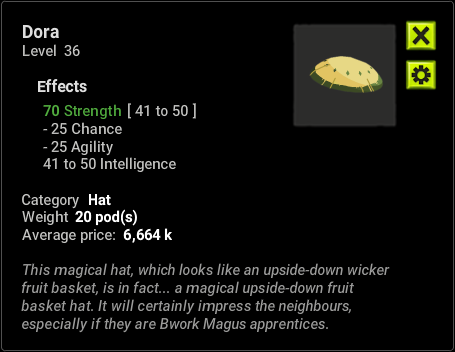 Dora
Level 36
Effects
70 Strength [ 41 to 50 ]
- 25 Chance
- 25 Agility
41 to 50 Intelligence
Category Hat
Weight 20 pod(s)
Average price: 6,664 k
This magical hat, which looks like an upside-down wicker
fruit basket, is in fact... a magical upside-down fruit
basket hat. It will certainly impress the neighbours,
especially if they are Bwork Magus apprentices.